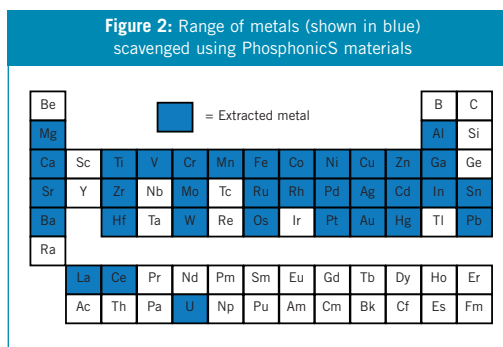 Figure 2: Range of metals (shown in blue)
scavenged using PhosphonicS materials
Be B C
= Extracted metal
Mg Al Si
Ca Sc Ti V Cr Mn Fe Co Ni Cu Zn Ga Ge
Sr Y Zr Nb Mo Tc Ru Rh Pd Ag Cd In Sn
Ba Hf Ta W Re Os Ir Pt Au Hg Tl Pb
Ra
La Ce Pr Nd Pm Sm Eu Gd Tb Dy Ho Er
Ac Th Pa U Np Pu Am Cm Bk Cf Es Fm